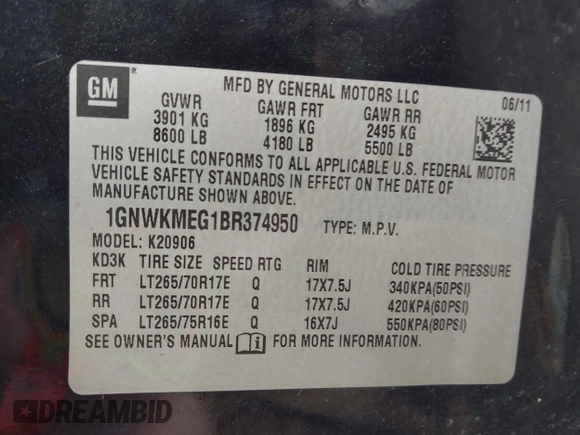 GM ®
MFD BY GENERAL MOTORS LLC
06/11
GVWR GAWR FRT GAWR RR
3901 KG 1896 KG 2495 KG
8600 LB 4180 LB 5500 LB
THIS VEHICLE CONFORMS TO ALL APPLICABLE U.S. FEDERAL MOTOR
VEHICLE SAFETY STANDARDS IN EFFECT ON THE DATE OF
MANUFACTURE SHOWN ABOVE.
1GNWKMEG1BR374950 TYPE: M.P.V.
MODEL: K20906
KD3K TIRE SIZE SPEED RTG RIM COLD TIRE PRESSURE
FRT LT265/70R17E Q 17X7.5J 340KPA(50PSI)
RR LT265/70R17E Q 17X7.5J 420KPA(60PSI)
SPA LT265/75R16E Q 16X7J 550KPA(80PSI)
SEE OWNER'S MANUAL FOR MORE INFORMATION.
DREAMBID